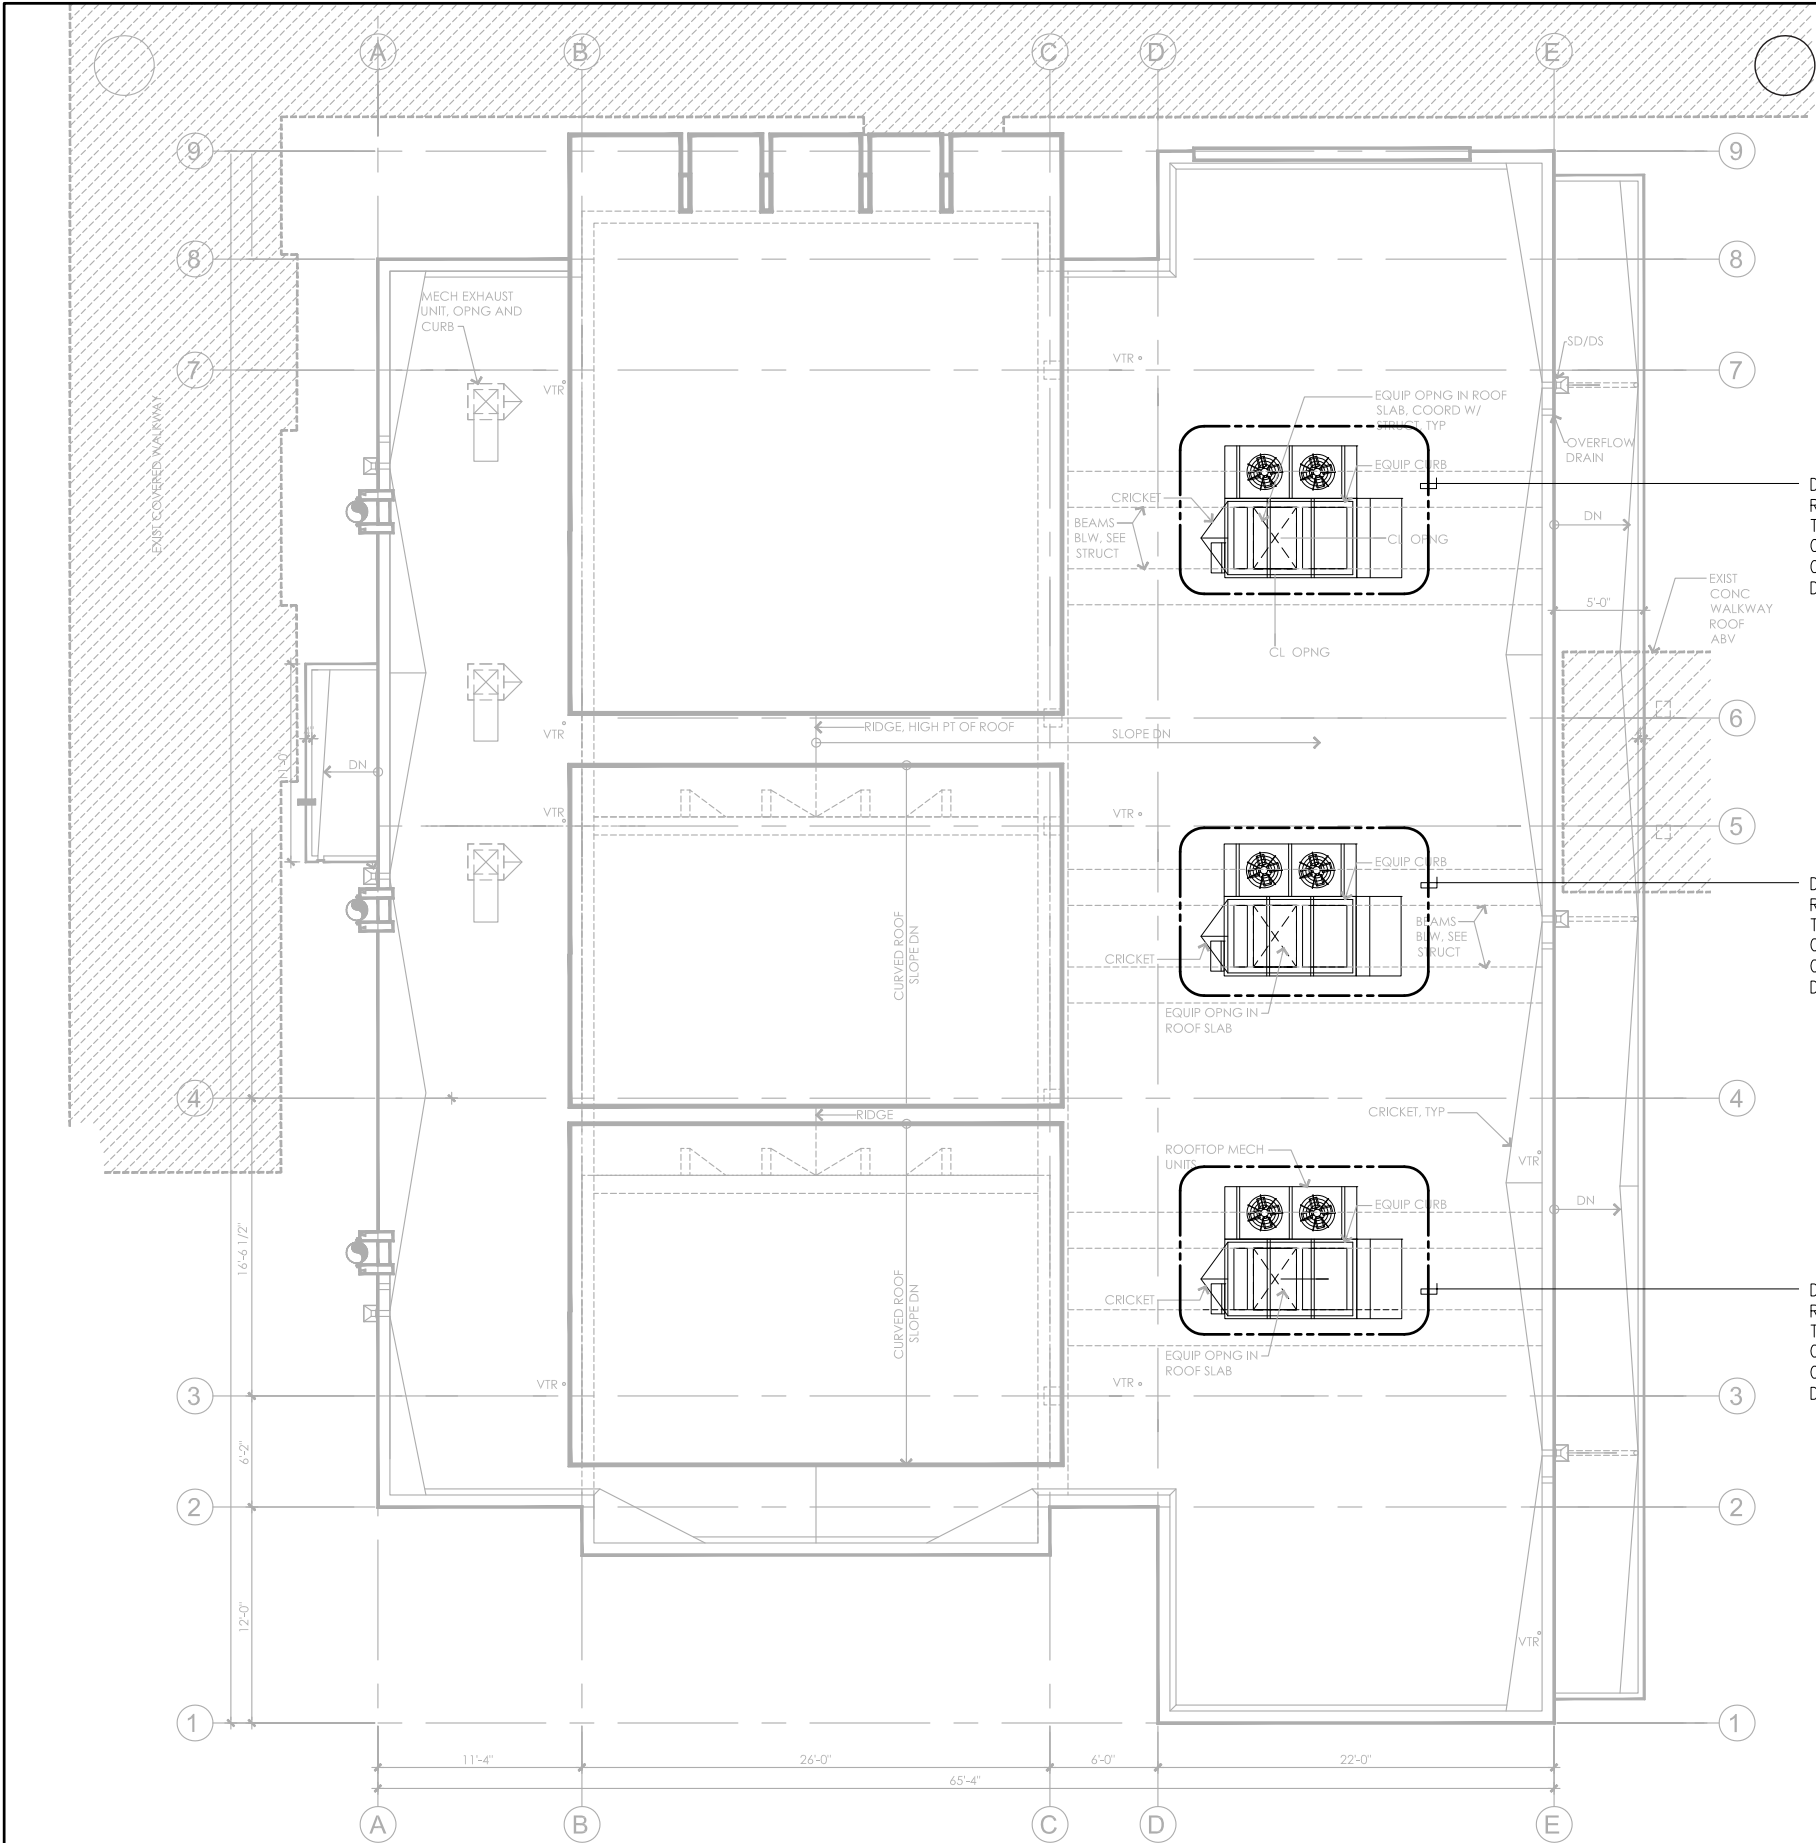 A
B
C
D
E
9
9
8
8
MECH EXHAUST
UNIT, OPNG AND
CURB
7
7
VTR
VTR
SD/DS
EXIST COVERED WALKWAY
EQUIP OPNG IN ROOF
SLAB, COORD W/
STRUCT, TYP
OVERFLOW
DRAIN
EQUIP CURB
CRICKET
BEAMS
BLW, SEE
STRUCT
CL OPNG
DN
D
R
T
C
C
D
EXIST
CONC
WALKWAY
ROOF
ABV
5'-0"
CL OPNG
6
VTR
RIDGE, HIGH PT OF ROOF
SLOPE DN
DN
11'-0"
VTR
VTR
5
EQUIP CURB
CURVED ROOF
SLOPE DN
BEAMS
BLW, SEE
STRUCT
CRICKET
EQUIP OPNG IN
ROOF SLAB
D
R
T
C
C
D
4
4
RIDGE
CRICKET, TYP
ROOFTOP MECH
UNITS
VTR
EQUIP CURB
DN
16'-6 1/2"
CURVED ROOF
SLOPE DN
CRICKET
EQUIP OPNG IN
ROOF SLAB
D
R
T
C
C
D
3
3
VTR
VTR
6'-2"
2
2
12'-0"
VTR
1
1
11'-4"
26'-0"
6'-0"
22'-0"
65'-4"
A
B
C
D
E